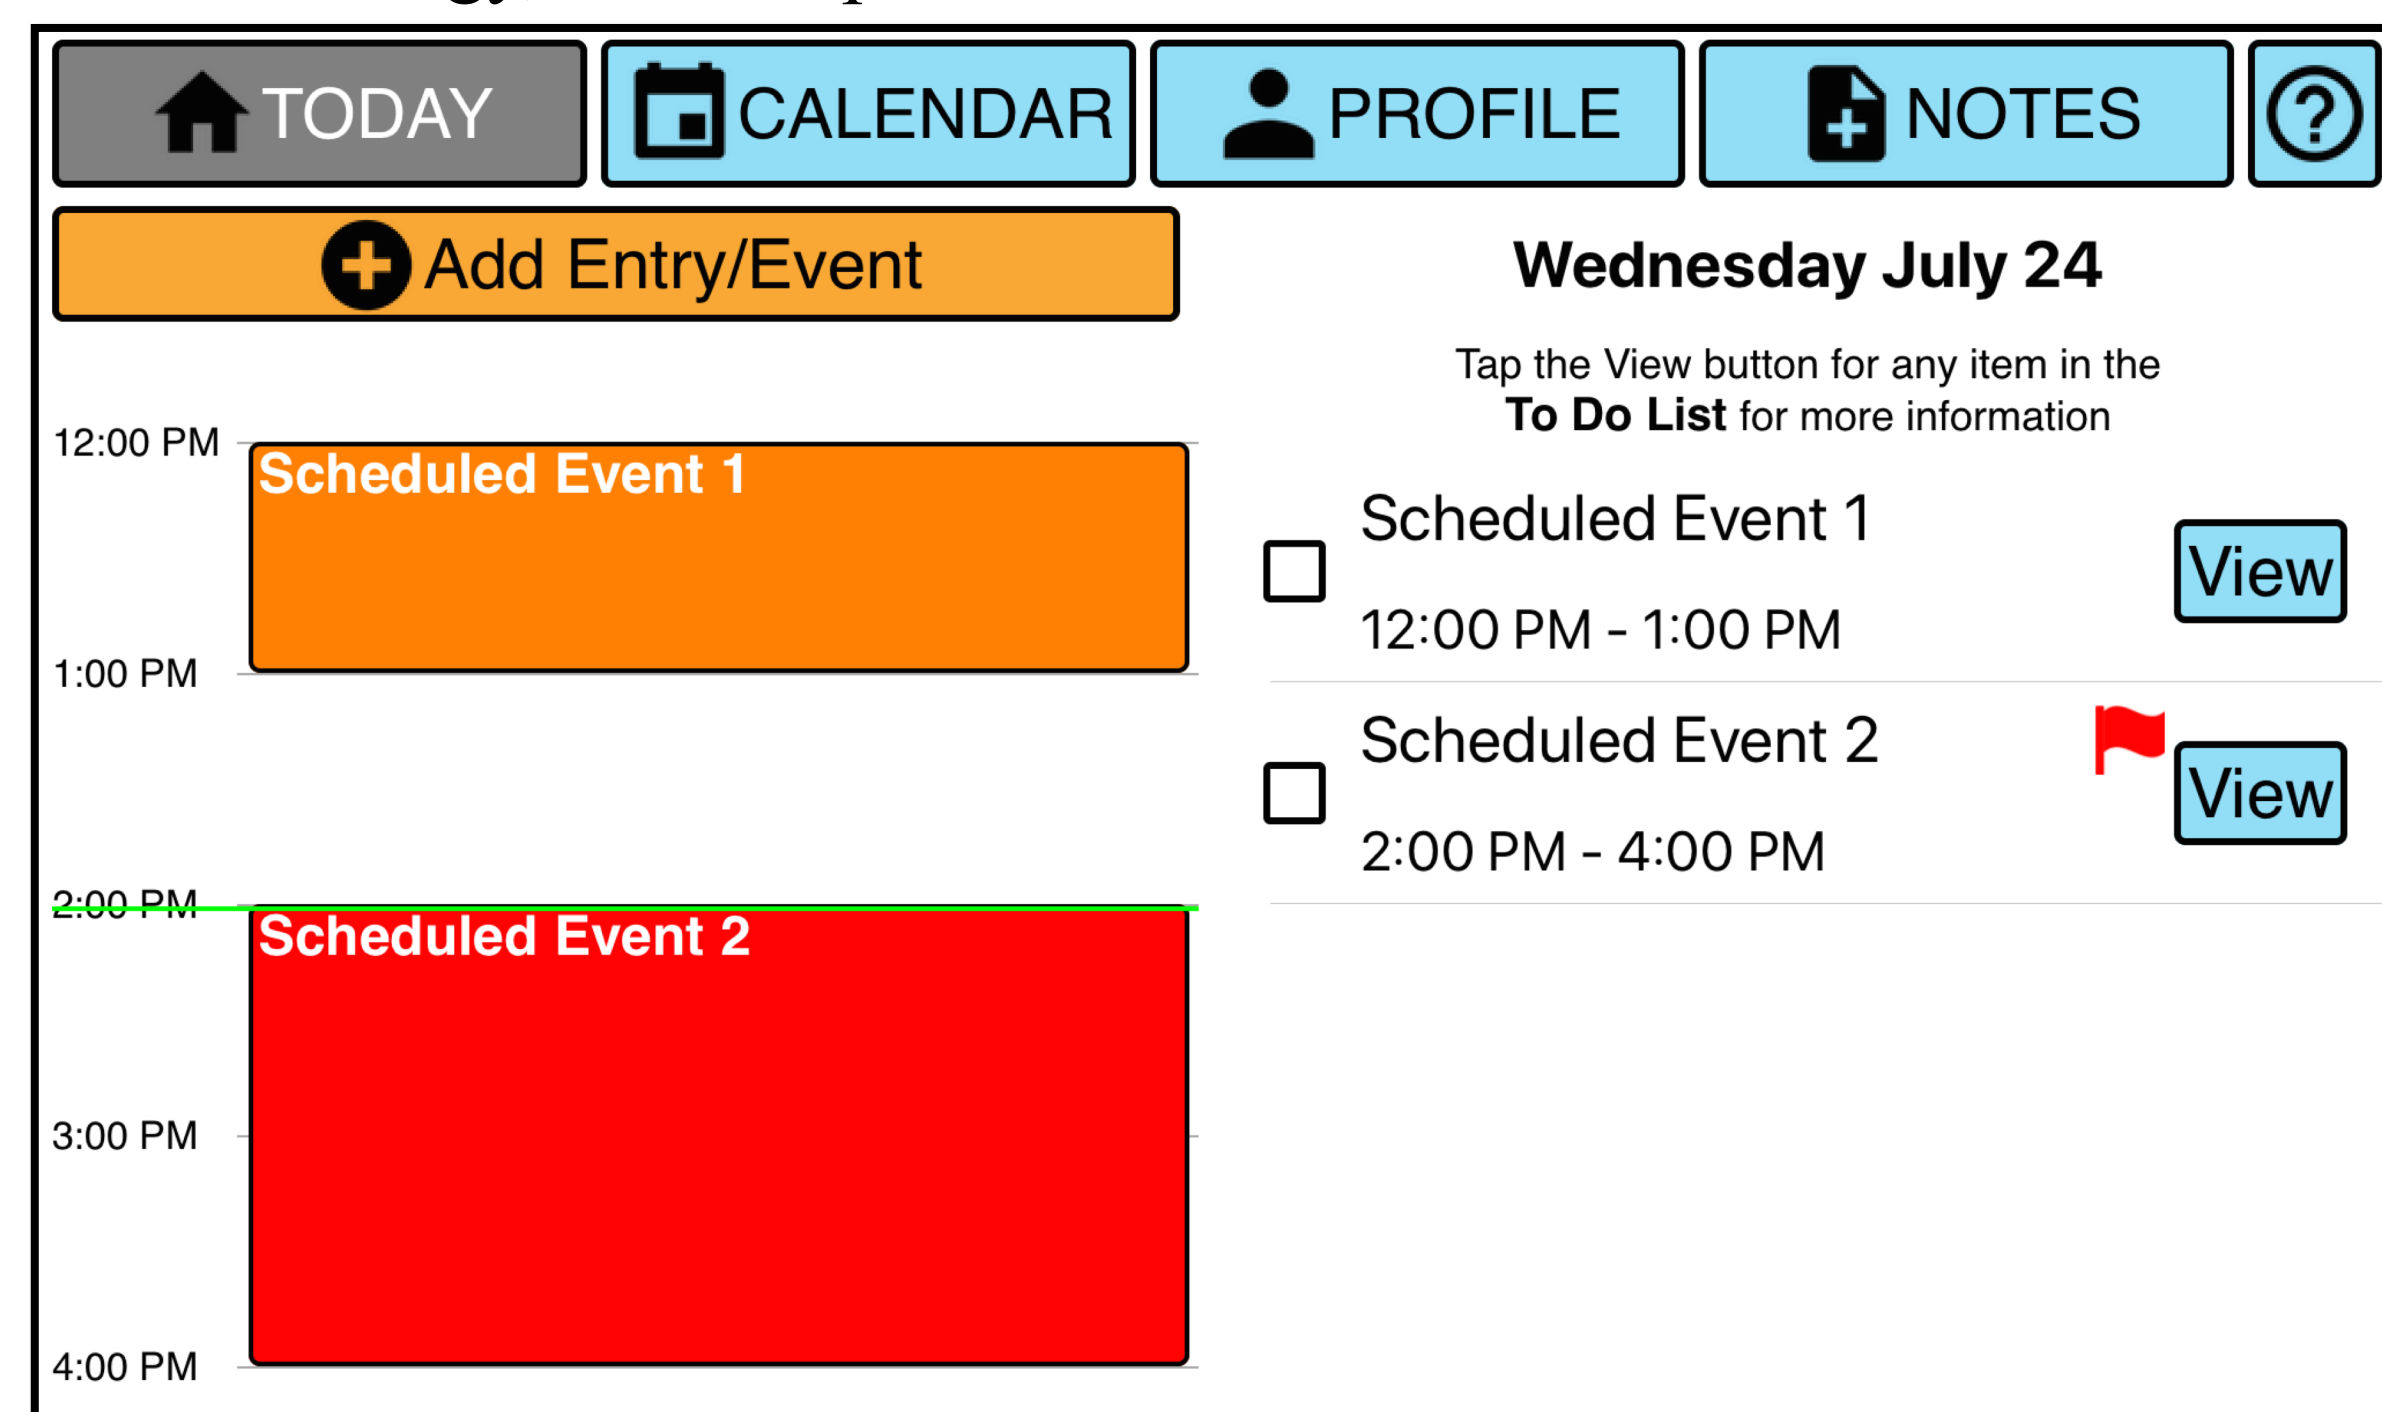 TODAY
CALENDAR
PROFILE
NOTES
?
Add Entry/Event
12:00 PM
Scheduled Event 1
1:00 PM
2:00 PM
Scheduled Event 2
3:00 PM
4:00 PM
Wednesday July 24
Tap the View button for any item in the
To Do List for more information
Scheduled Event 1
12:00 PM - 1:00 PM
View
Scheduled Event 2
2:00 PM - 4:00 PM
View